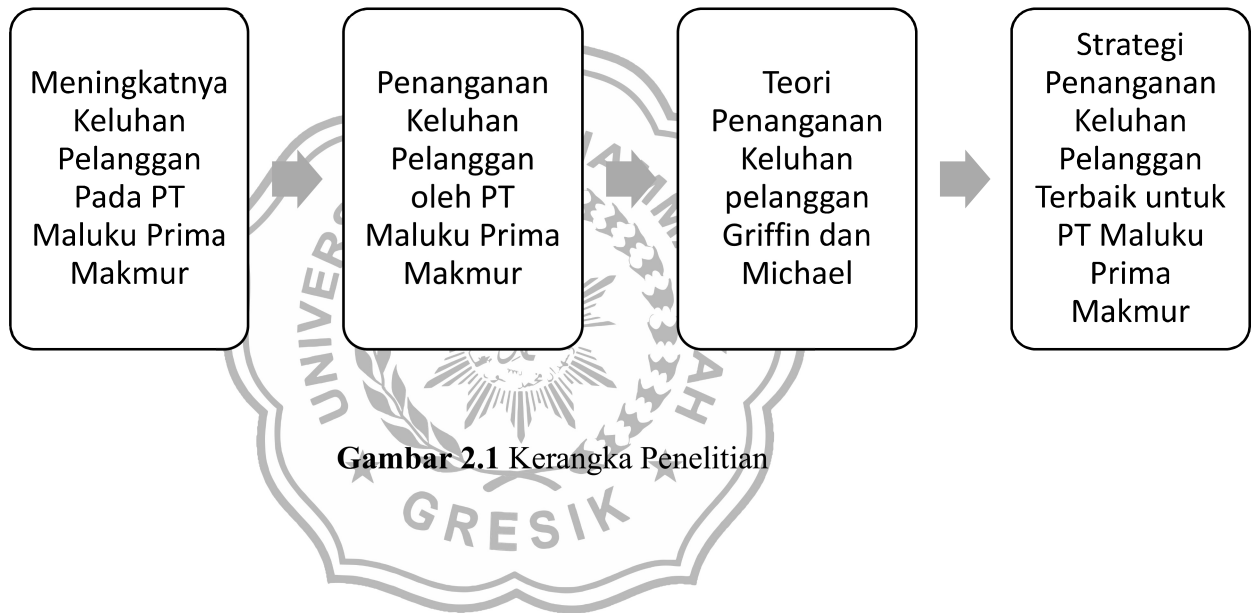 Meningkatnya
Keluhan
Pelanggan
Pada PT
Maluku Prima
Makmur
Penanganan
Keluhan
Pelanggan
oleh PT
Maluku Prima
Makmur
Teori
Penanganan
Keluhan
pelanggan
Griffin dan
Michael
Strategi
Penanganan
Keluhan
Pelanggan
Terbaik untuk
PT Maluku
Prima
Makmur
Gambar 2.1 Kerangka Penelitian
GRESIK